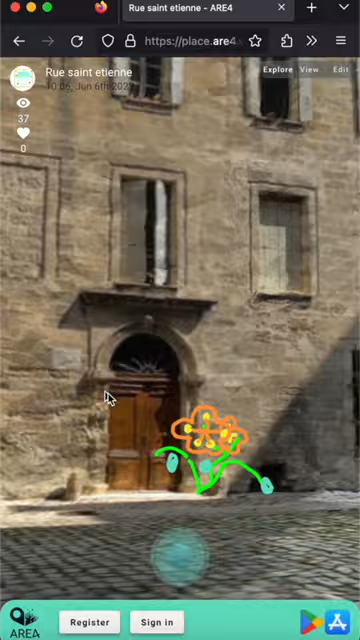 Rue saint etienne - ARE4
https://place.are4.
Rue saint etienne
Explore View Edit
37
0
AREA
Register
Sign in